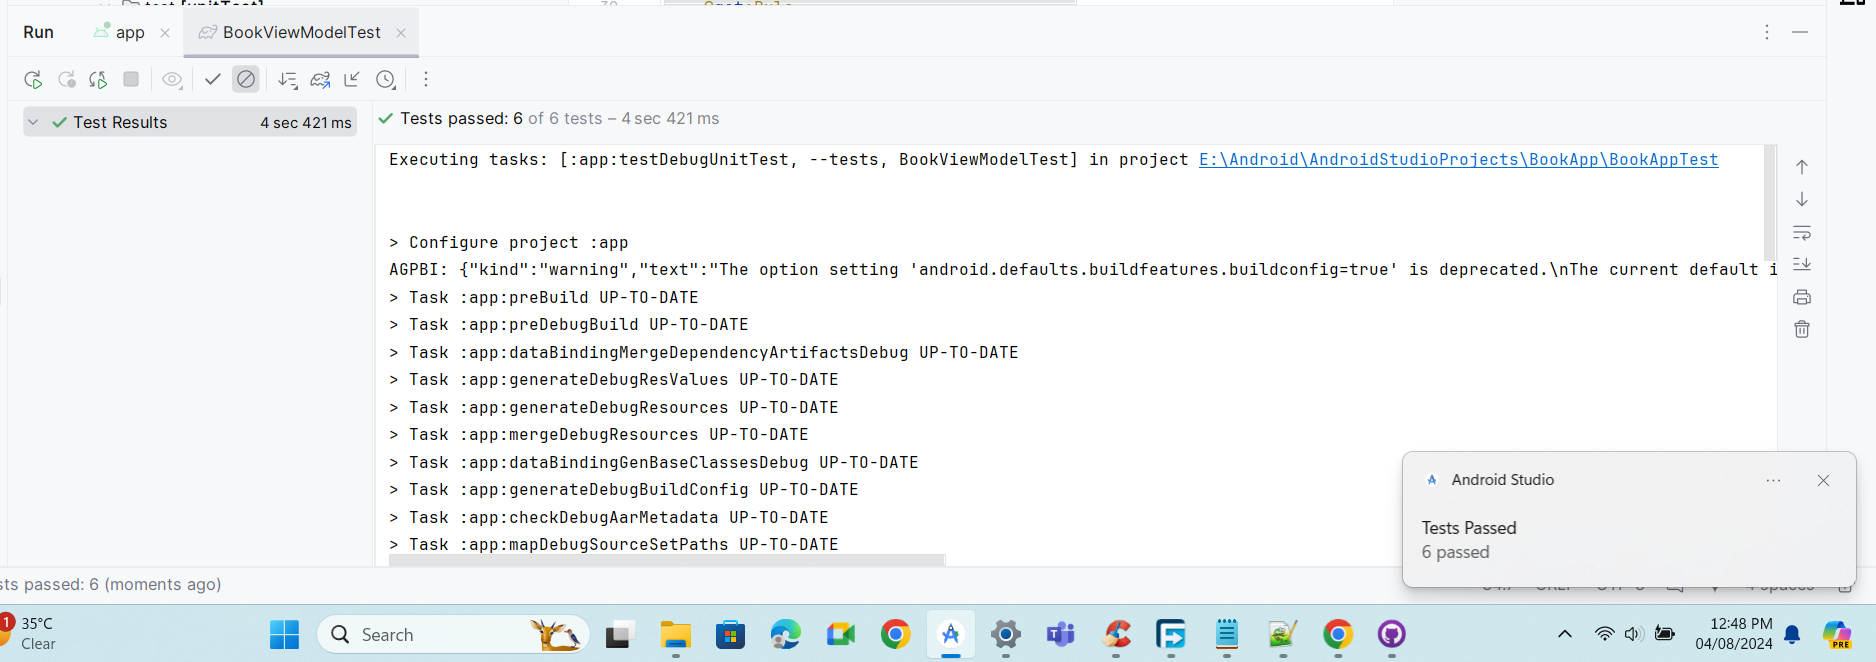 test [unitTest]
Run
app
BookViewModelTest
Test Results
4 sec 421 ms
Tests passed: 6 of 6 tests – 4 sec 421 ms
Executing tasks: [:app:testDebugUnitTest, --tests, BookViewModelTest] in project E:\Android\AndroidStudioProjects\BookApp\BookAppTest
> Configure project :app
AGPBI: {"kind":"warning","text":"The option setting 'android.defaults.buildfeatures.buildconfig=true' is deprecated.\nThe current default i
> Task :app:preBuild UP-TO-DATE
> Task :app:preDebugBuild UP-TO-DATE
> Task :app:dataBindingMergeDependencyArtifactsDebug UP-TO-DATE
> Task :app:generateDebugResValues UP-TO-DATE
> Task :app:generateDebugResources UP-TO-DATE
> Task :app:mergeDebugResources UP-TO-DATE
> Task :app:dataBindingGenBaseClassesDebug UP-TO-DATE
> Task :app:generateDebugBuildConfig UP-TO-DATE
> Task :app:checkDebugAarMetadata UP-TO-DATE
> Task :app:mapDebugSourceSetPaths UP-TO-DATE
Android Studio
Tests Passed
6 passed
sts passed: 6 (moments ago)
1
35°C
Clear
Search
12:48 PM
04/08/2024
PRE